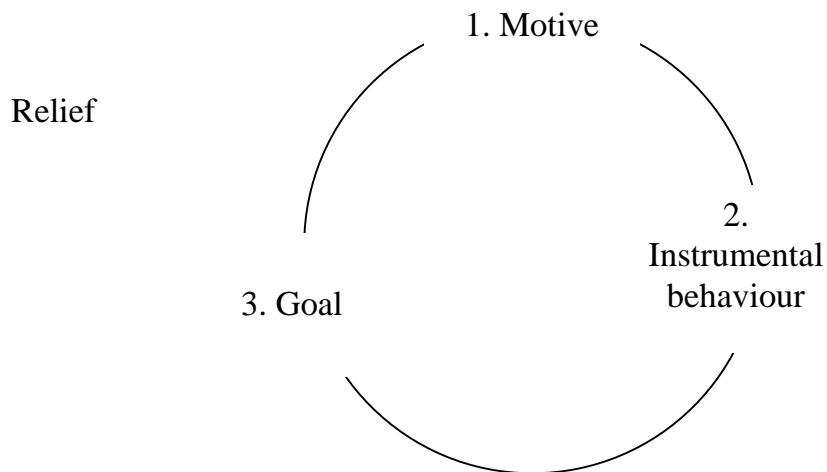 1. Motive
Relief
2.
Instrumental
behaviour
3. Goal